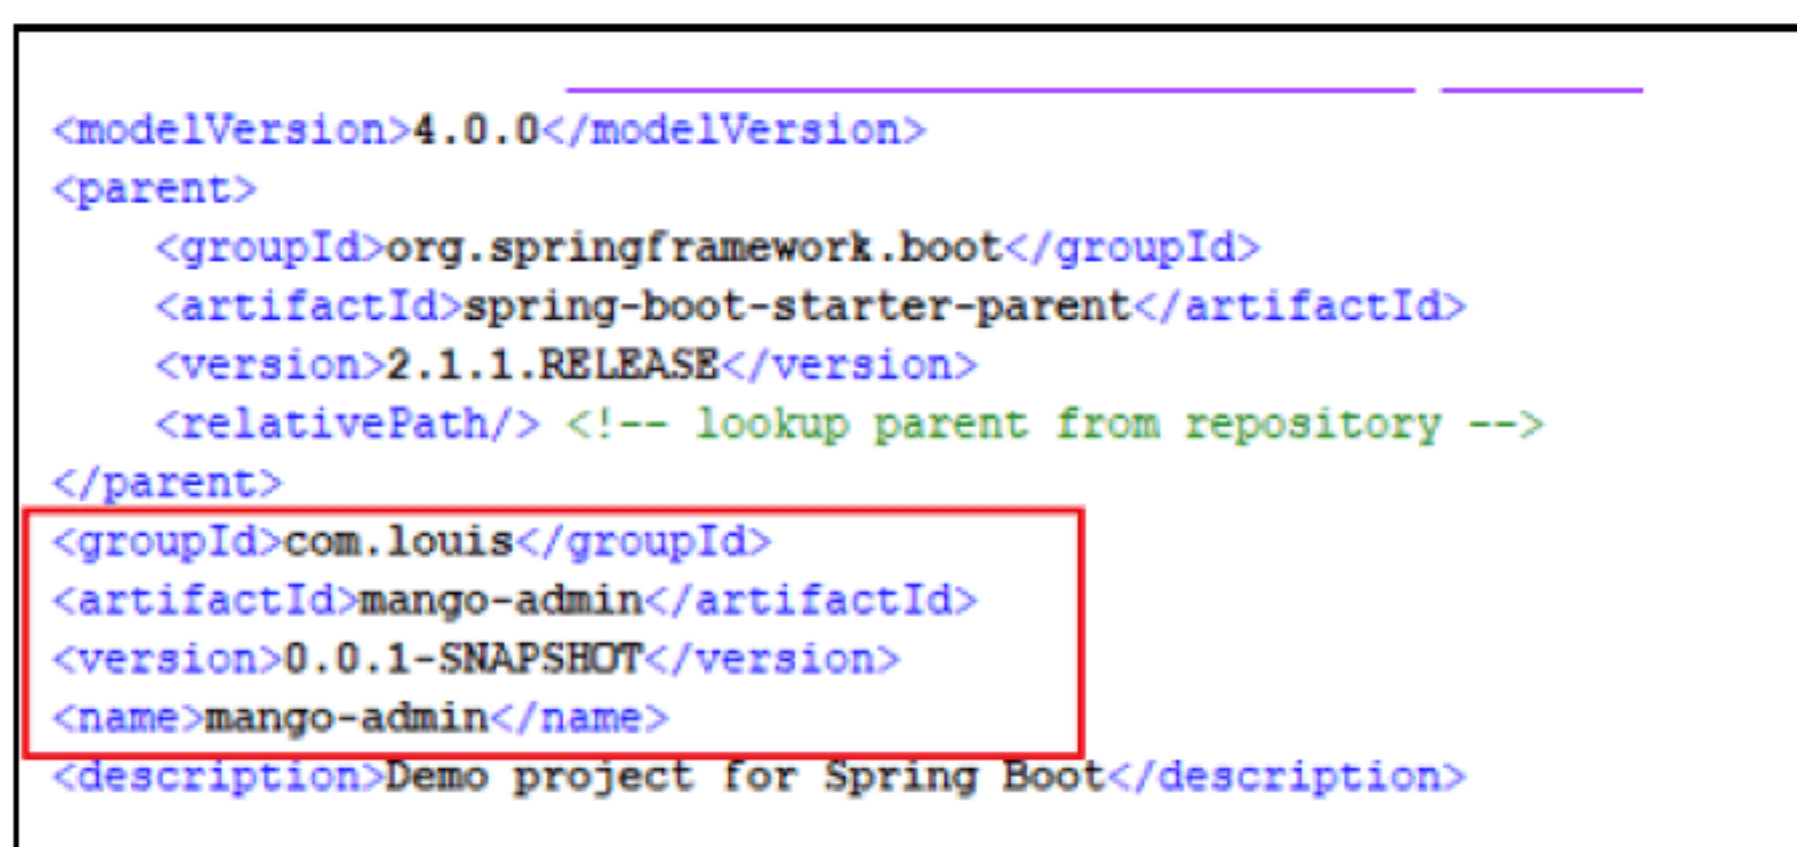 <modelVersion>4.0.0</modelVersion>
<parent>
<groupId>org.springframework.boot</groupId>
<artifactId>spring-boot-starter-parent</artifactId>
<version>2.1.1.RELEASE</version>
<relativePath/> <!-- lookup parent from repository -->
</parent>
<groupId>com.louis</groupId>
<artifactId>mango-admin</artifactId>
<version>0.0.1-SNAPSHOT</version>
<name>mango-admin</name>
<description>Demo project for Spring Boot</description>